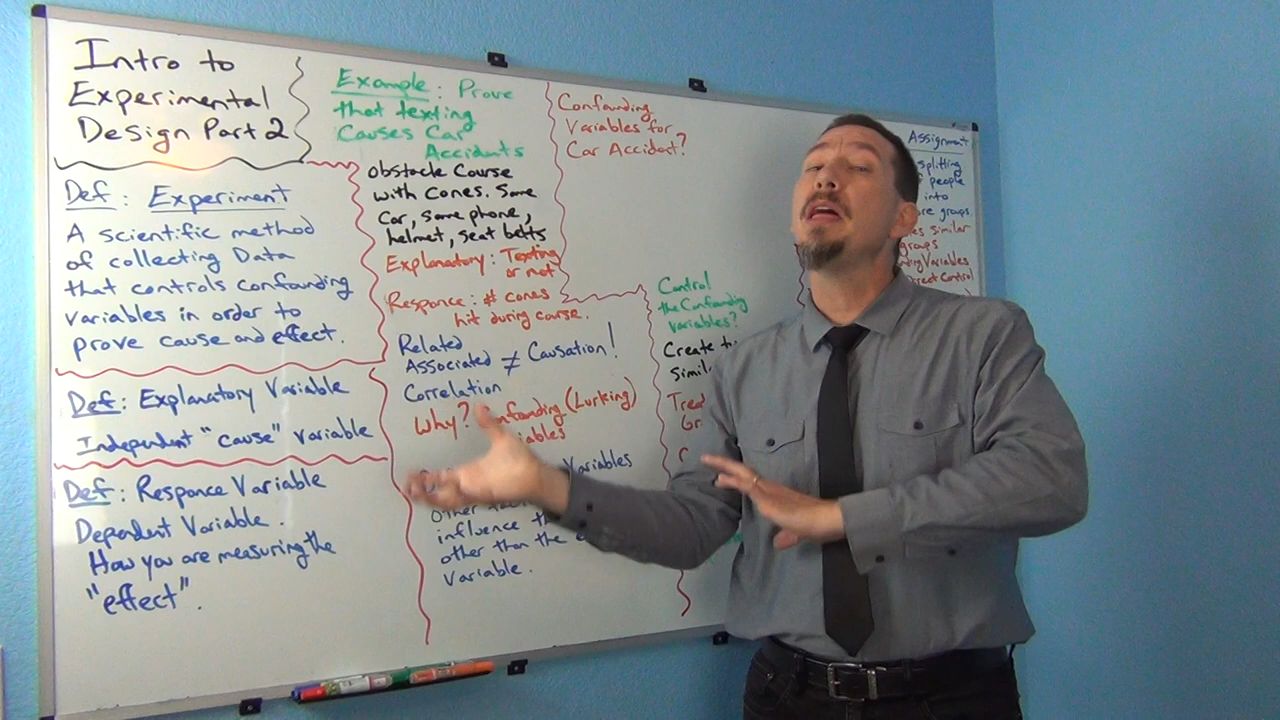 Intro to
Experimental
Design Part 2
Def: Experiment
A scientific method
of collecting Data
that controls confounding
variables in order to
prove cause and effect.
Def: Explanatory Variable
Independent "cause" variable
Def: Responce Variable
Dependent Variable.
How you are measuring the
"effect".
Example: Prove
that texting
causes Car
Accidents
obstacle Course
with cones. Same
Car, same phone,
helmet, seat belts
Explanatory: Texting
or not
Responce: # cones
hit during course.
Related
Associated ≠ Causation!
Correlation
Why? Confounding (Lurking)
Variables
Other
influence
other than the
variable.
Confounding
Variables for
Car Accident?
Control
the Confounding
variables?
Create
Assignment
splitting
people
into
groups.
similar
groups
Variables
Control